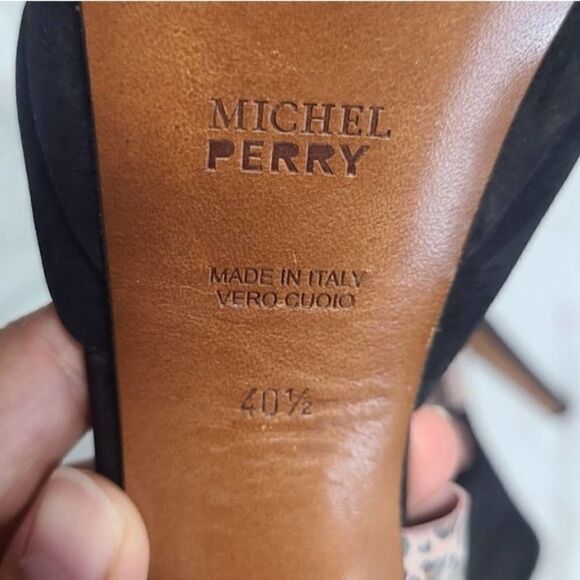 MICHEL
PERRY
MADE IN ITALY
VERO CUOIO
40½